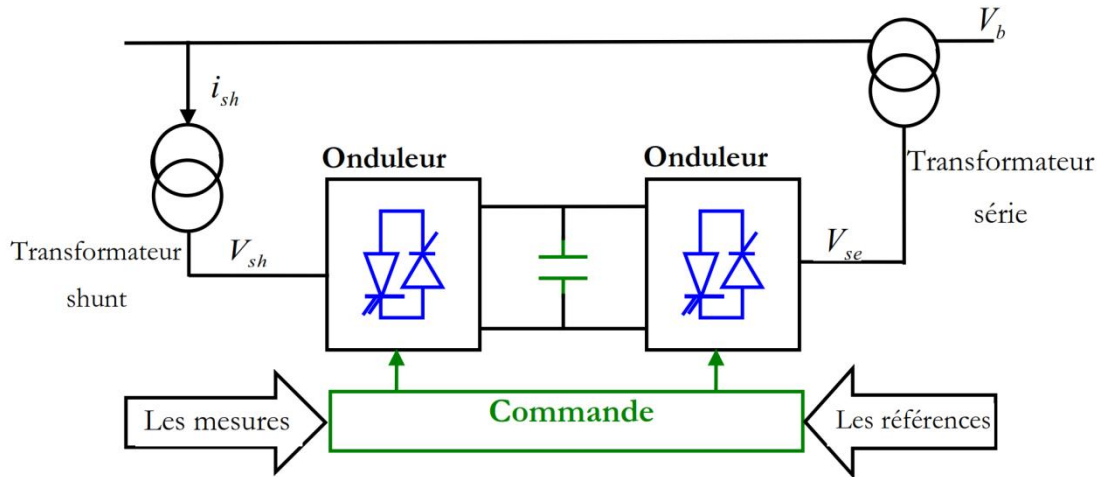 V_b
i_sh
Onduleur
Onduleur
Transformateur
série
Transformateur
shunt
V_sh
V_se
Les mesures
Commande
Les références